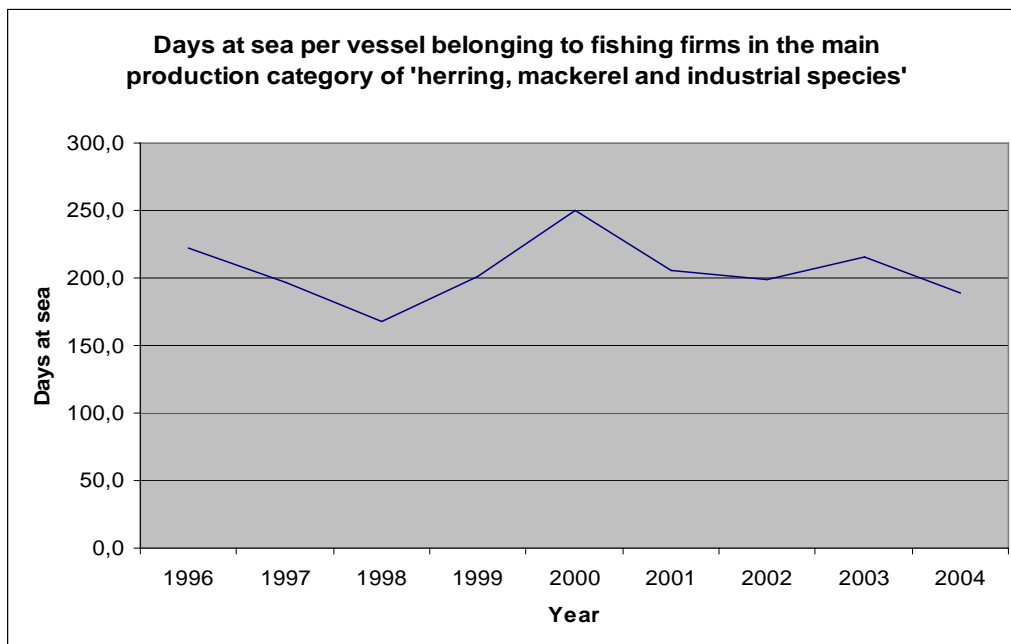 Days at sea per vessel belonging to fishing firms in the main
production category of 'herring, mackerel and industrial species'
300,0
250,0
200,0
150,0
100,0
50,0
0,0
Days at sea
1996 1997 1998 1999 2000 2001 2002 2003 2004
Year